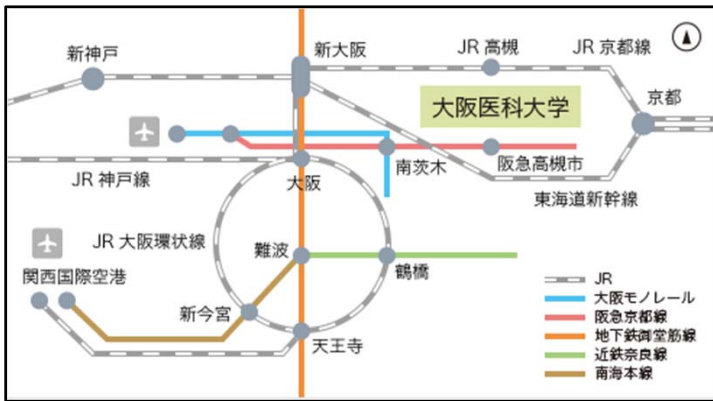 新神戸
新大阪
JR 高槻
JR 京都線
大阪医科大学
京都
南茨木
阪急高槻市
JR 神戸線
大阪
東海道新幹線
JR 大阪環状線
難波
鶴橋
関西国際空港
新今宮
天王寺
JR
大阪モノレール
阪急京都線
地下鉄御堂筋線
近鉄奈良線
南海本線